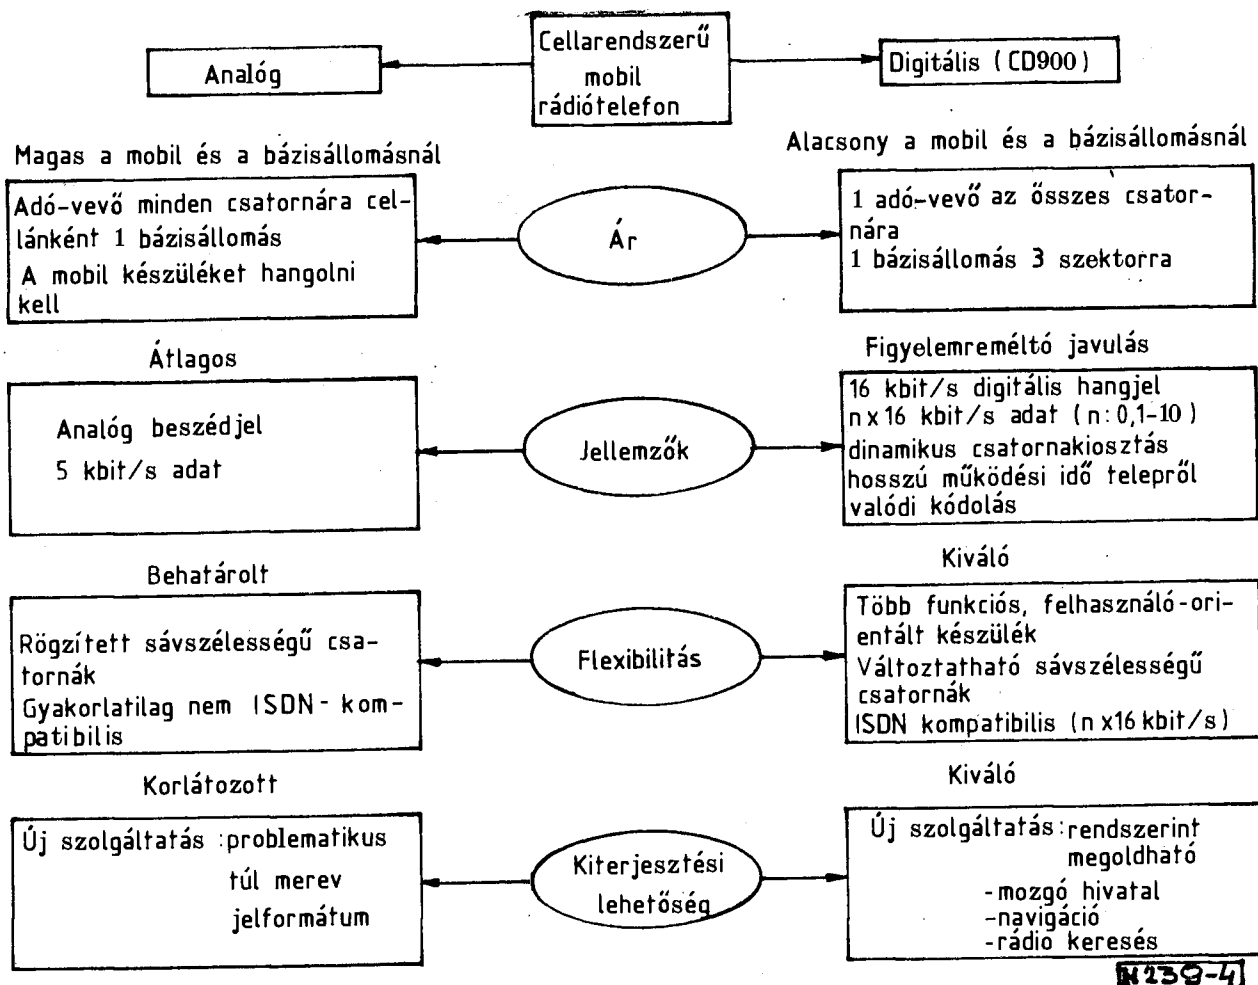 Cellarendszerű
mobil
rádiótelefon
Analóg
Digitális (CD900)
Magas a mobil és a bázisállomásnál
Adó-vevő minden csatornára cel-
lánként 1 bázisállomás
A mobil készüléket hangolni
kell
Ár
Alacsony a mobil és a bázisállomásnál
1 adó-vevő az összes csator-
nára
1 bázisállomás 3 szektorra
Átlagos
Analóg beszédjel
5 kbit/s adat
Jellemzők
Figyelemreméltó javulás
16 kbit/s digitális hangjel
n x 16 kbit/s adat (n: 0,1-10)
dinamikus csatornakiosztás
hosszú működési idő telepről
valódi kódolás
Behatárolt
Rögzített sávszélességű csa-
tornák
Gyakorlatilag nem ISDN-kom-
patibilis
Flexibilitás
Kiváló
Több funkciós, felhasználó-ori-
entált készülék
Változtatható sávszélességű
csatornák
ISDN kompatibilis (n x16 kbit/s)
Korlátozott
Új szolgáltatás : problematikus
túl merev
jelformátum
Kiterjesztési
lehetőség
Kiváló
Új szolgáltatás: rendszerint
megoldható
-mozgó hivatal
-navigáció
-rádio keresés
H239-4